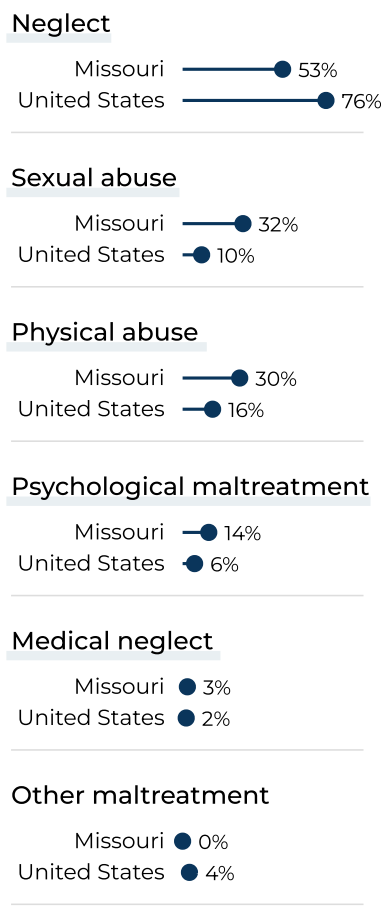 Neglect
Missouri 53%
United States 76%
Sexual abuse
Missouri 32%
United States 10%
Physical abuse
Missouri 30%
United States 16%
Psychological maltreatment
Missouri 14%
United States 6%
Medical neglect
Missouri 3%
United States 2%
Other maltreatment
Missouri 0%
United States 4%